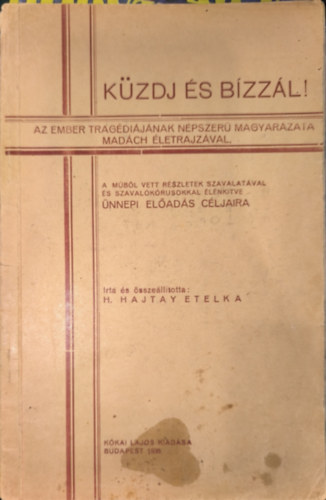 KÜZDJ ÉS BÍZZÁL!
AZ EMBER TRAGÉDIÁJÁNAK NÉPSZERŰ MAGYARÁZATA
MADÁCH ÉLETRAJZÁVAL.
A MŰBŐL VETT RÉSZLETEK SZAVALATÁVAL
ÉS SZAVALÓKÓRUSOKKAL ÉLÉNKÍTVE
ÜNNEPI ELŐADÁS CÉLJAIRA
Irta és összeállította:
H. HAJTAY ETELKA
KÓKAI LAJOS KIADÁSA
BUDAPEST